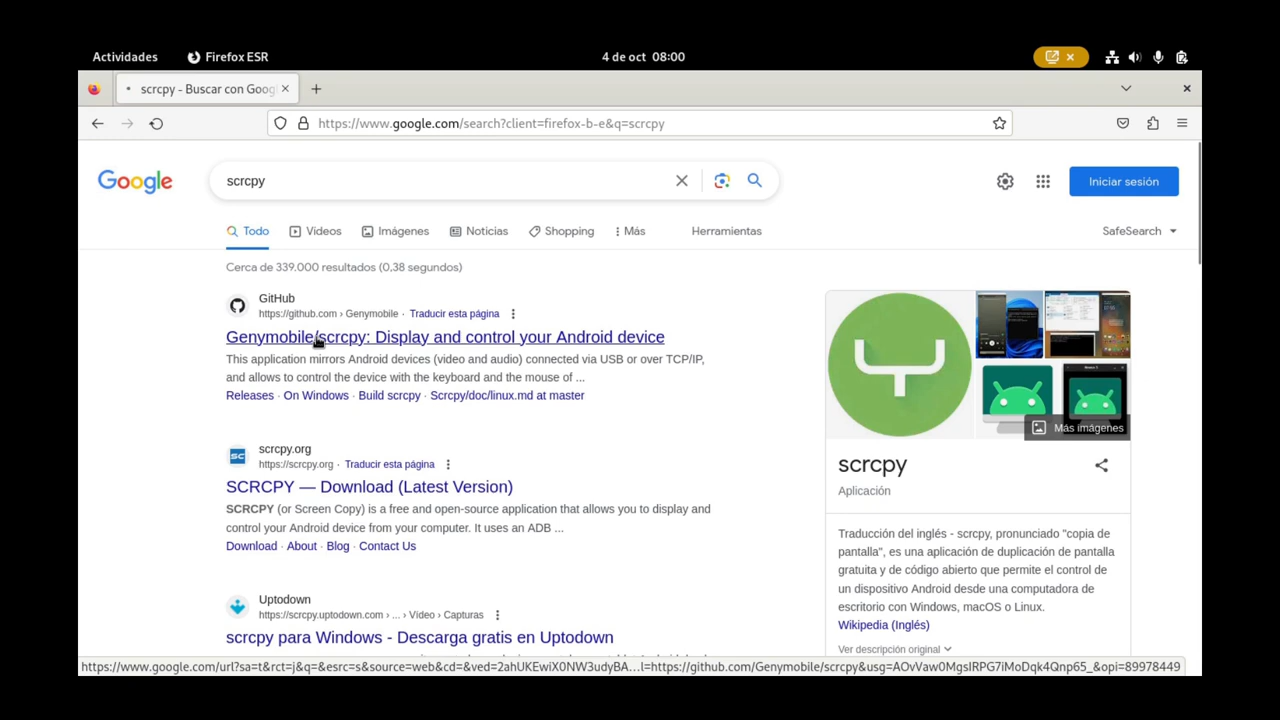 Actividades
Firefox ESR
4 de oct 08:00
scrcpy - Buscar con Goog
https://www.google.com/search?client=firefox-b-e&q=scrcpy
Google
scrcpy
Iniciar sesión
Todo
Vídeos
Imágenes
Noticias
Shopping
Más
Herramientas
SafeSearch
Cerca de 339.000 resultados (0,38 segundos)
GitHub
https://github.com › Genymobile · Traducir esta página
Genymobile/scrcpy: Display and control your Android device
This application mirrors Android devices (video and audio) connected via USB or over TCP/IP,
and allows to control the device with the keyboard and the mouse of ...
Releases · On Windows · Build scrcpy · Scrcpy/doc/linux.md at master
scrcpy.org
https://scrcpy.org · Traducir esta página
SCRCPY — Download (Latest Version)
SCRCPY (or Screen Copy) is a free and open-source application that allows you to display and
control your Android device from your computer. It uses an ADB ...
Download · About · Blog · Contact Us
Uptodown
https://scrcpy.uptodown.com › ... › Vídeo › Capturas
scrcpy para Windows - Descarga gratis en Uptodown
Más imágenes
scrcpy
Aplicación
Traducción del inglés - scrcpy, pronunciado "copia de
pantalla", es una aplicación de duplicación de pantalla
gratuita y de código abierto que permite el control de
un dispositivo Android desde una computadora de
escritorio con Windows, macOS o Linux.
Wikipedia (Inglés)
Ver descripción original
https://www.google.com/url?sa=t&rct=j&q=&esrc=s&source=web&cd=&ved=2ahUKEwiX0NW3udyBA…l=https://github.com/Genymobile/scrcpy&usg=AOvVaw0MgsIRPG7iMoDqk4Qnp65_&opi=89978449